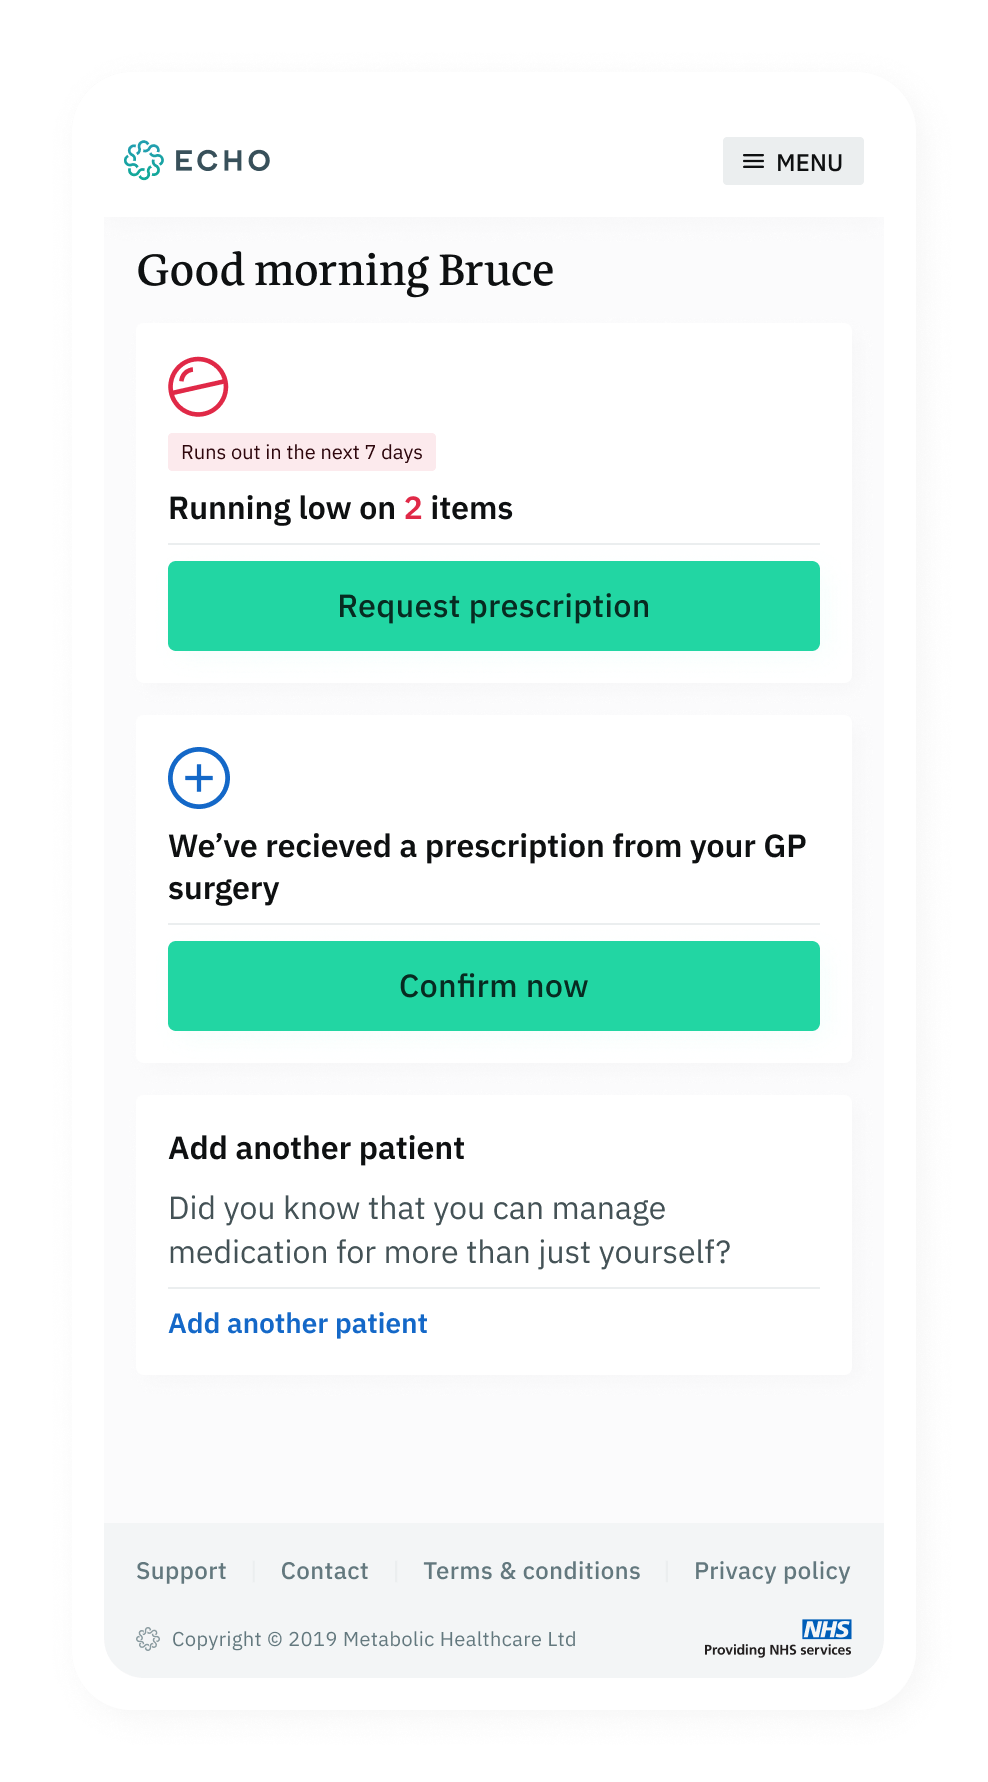 ECHO
MENU
Good morning Bruce
Runs out in the next 7 days
Running low on 2 items
Request prescription
We’ve recieved a prescription from your GP
surgery
Confirm now
Add another patient
Did you know that you can manage
medication for more than just yourself?
Add another patient
Support Contact Terms & conditions Privacy policy
Copyright © 2019 Metabolic Healthcare Ltd
NHS
Providing NHS services